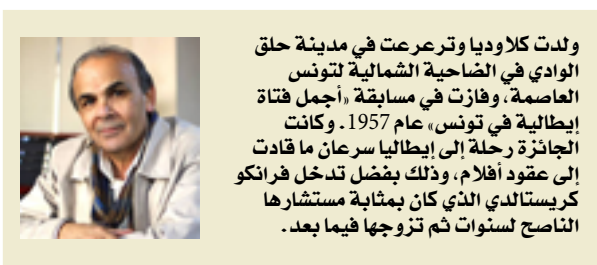 ولدت كلاوديا وترعرعت في مدينة حلق
الوادي في الضاحية الشمالية لتونس
العاصمة، وفازت في مسابقة «أجمل فتاة
إيطالية في تونس» عام 1957. وكانت
الجائزة رحلة إلى إيطاليا سرعان ما قادت
إلى عقود أفلام، وذلك بفضل تدخل فرانكو
كريستالدي الذي كان بمثابة مستشارها
الناصح لسنوات ثم تزوجها فيما بعد.